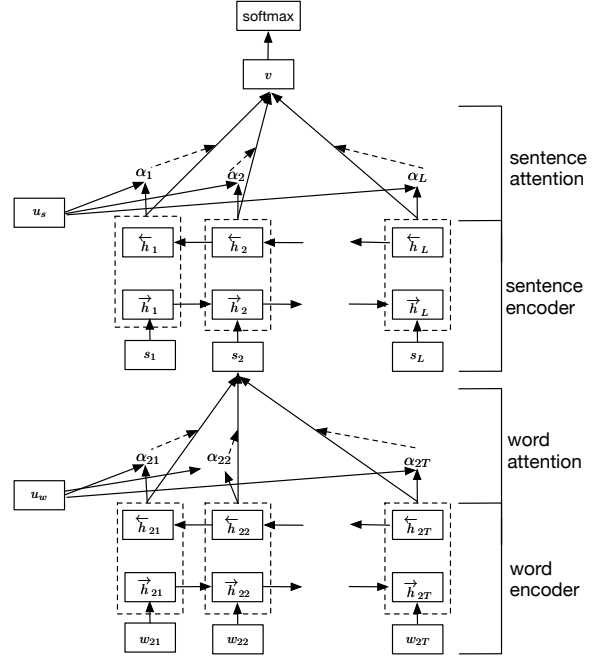 softmax
v
α1 α2 αL
sentence
attention
us
←h1 ←h2 ←hL
→h1 →h2 →hL
sentence
encoder
s1 s2 sL
α21 α22 α2T
word
attention
uw
←h21 ←h22 ←h2T
→h21 →h22 →h2T
word
encoder
w21 w22 w2T